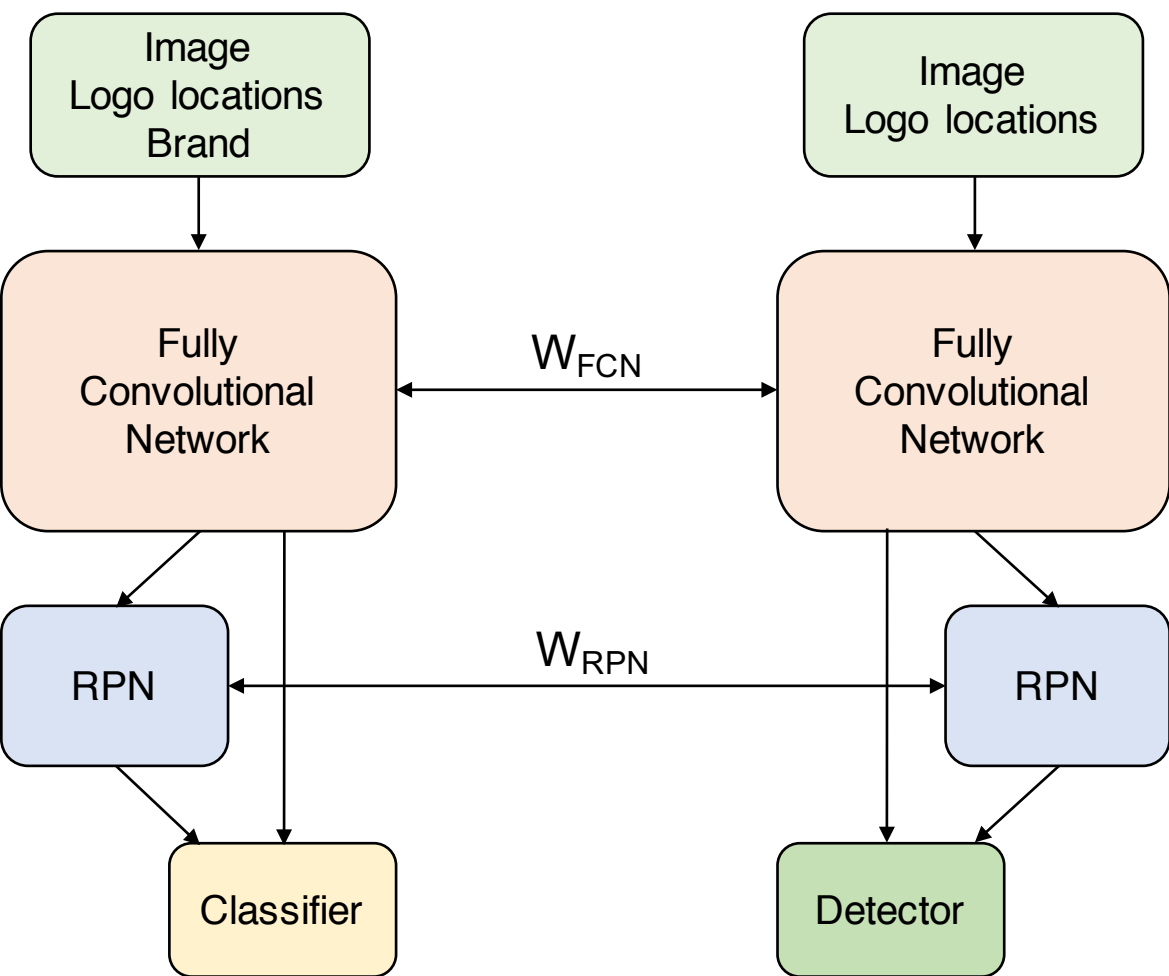 Image
Logo locations
Brand
Image
Logo locations
Fully
Convolutional
Network
W_FCN
Fully
Convolutional
Network
RPN
W_RPN
RPN
Classifier
Detector